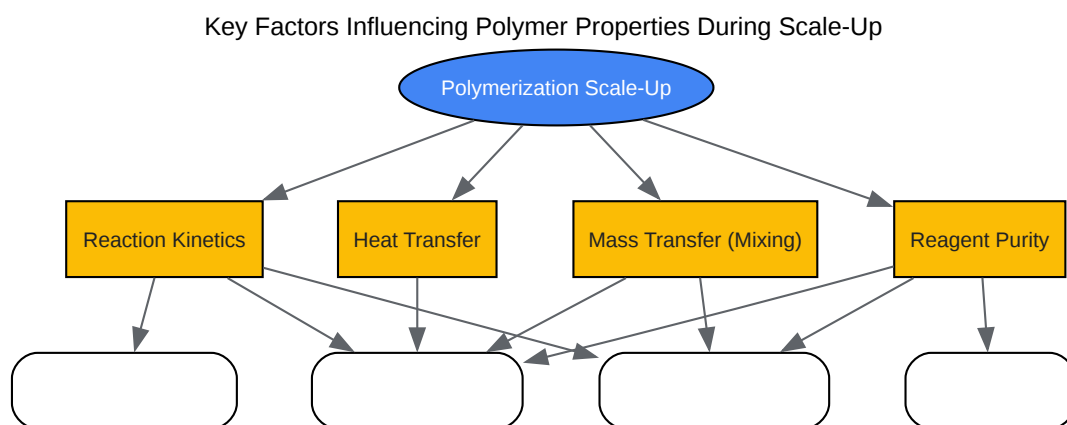 Key Factors Influencing Polymer Properties During Scale-Up
Polymerization Scale-Up
Reaction Kinetics
Heat Transfer
Mass Transfer (Mixing)
Reagent Purity